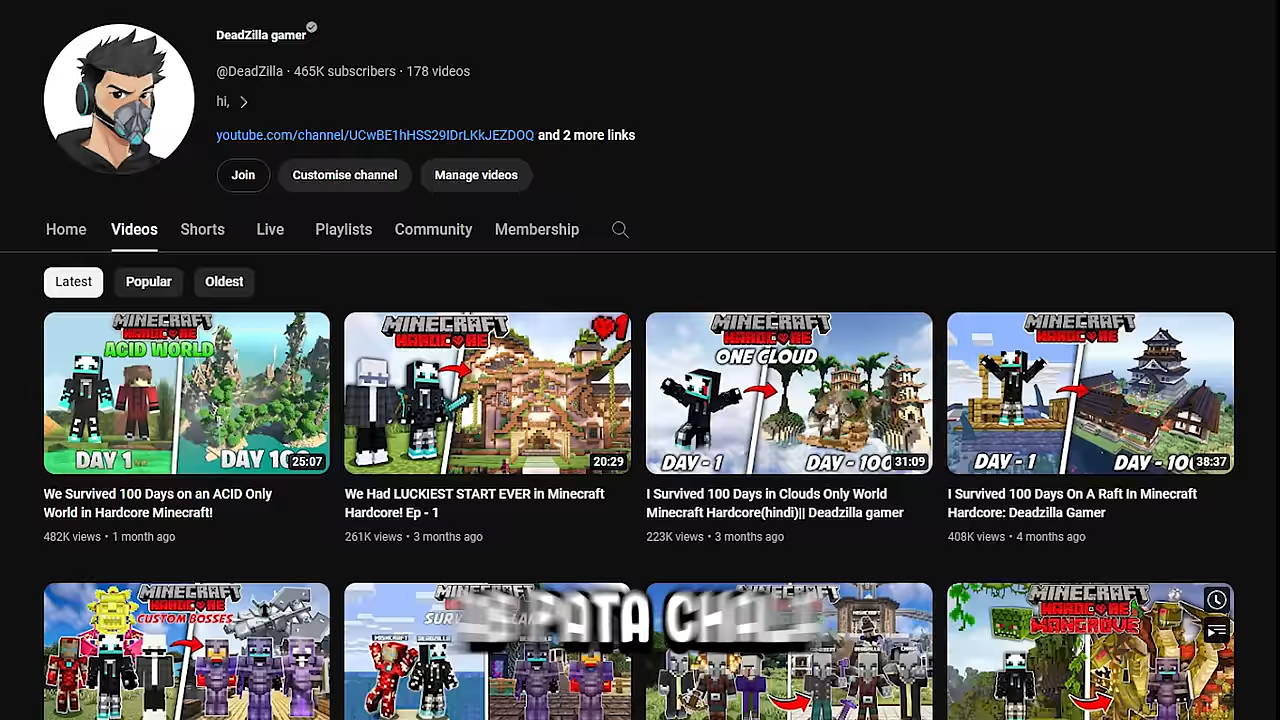 DeadZilla gamer
@DeadZilla · 465K subscribers · 178 videos
hi,
youtube.com/channel/UCwBE1hHSS29IDrLKkJEZDOQ and 2 more links
Join Customise channel Manage videos
Home Videos Shorts Live Playlists Community Membership
Latest Popular Oldest
MINECRAFT
HARDCORE
ACID WORLD
DAY 1
25:07
MINECRAFT
HARDCORE
1
20:29
MINECRAFT
HARDCORE
ONE CLOUD
DAY - 1
DAY - 100
31:09
MINECRAFT
HARDCORE
DAY - 1
38:37
We Survived 100 Days on an ACID Only
World in Hardcore Minecraft!
482K views • 1 month ago
We Had LUCKIEST START EVER in Minecraft
Hardcore! Ep - 1
261K views • 3 months ago
I Survived 100 Days in Clouds Only World
Minecraft Hardcore(hindi)|| Deadzilla gamer
223K views • 3 months ago
I Survived 100 Days On A Raft In Minecraft
Hardcore: Deadzilla Gamer
408K views • 4 months ago
MINECRAFT
HARDCORE
CUSTOM BOSSES
MINECRAFT
HARDCORE
MANGROVE